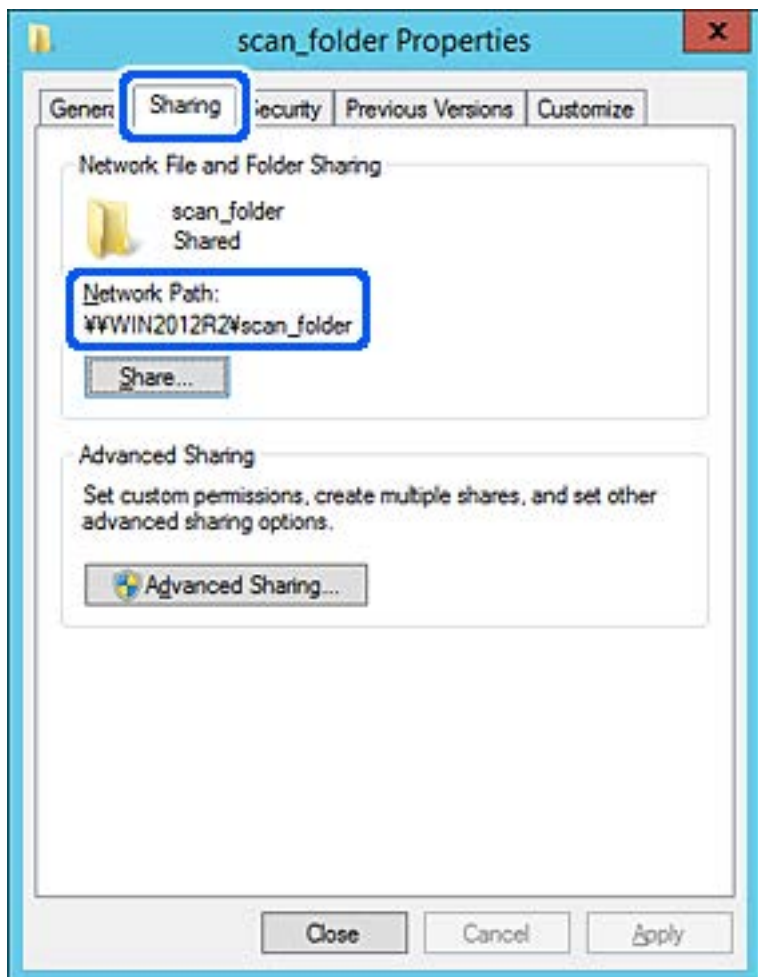 scan_folder Properties
x
Genera Sharing ecurity Previous Versions Customize
Network File and Folder Sharing
scan_folder
Shared
Network Path:
¥¥WIN2012R2¥scan_folder
Share...
Advanced Sharing
Set custom permissions, create multiple shares, and set other
advanced sharing options.
Advanced Sharing...
Close Cancel Apply